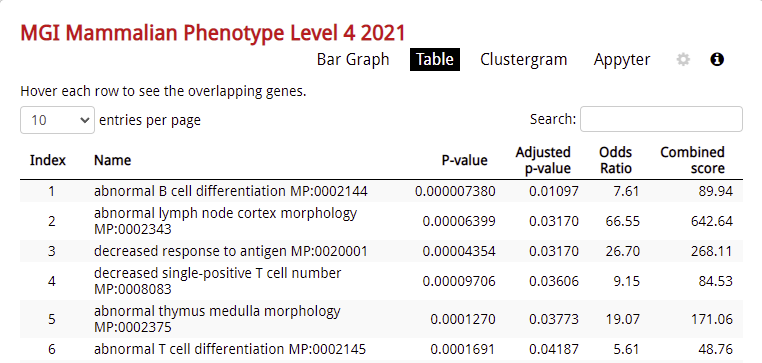 MGI Mammalian Phenotype Level 4 2021
Bar Graph Table Clustergram Appyter
Hover each row to see the overlapping genes.
10 entries per page Search:
Index Name P-value Adjusted p-value Odds Ratio Combined score
1 abnormal B cell differentiation MP:0002144 0.000007380 0.01097 7.61 89.94
2 abnormal lymph node cortex morphology MP:0002343 0.00006399 0.03170 66.55 642.64
3 decreased response to antigen MP:0020001 0.00004354 0.03170 26.70 268.11
4 decreased single-positive T cell number MP:0008083 0.00009706 0.03606 9.15 84.53
5 abnormal thymus medulla morphology MP:0002375 0.0001270 0.03773 19.07 171.06
6 abnormal T cell differentiation MP:0002145 0.0001691 0.04187 5.61 48.76